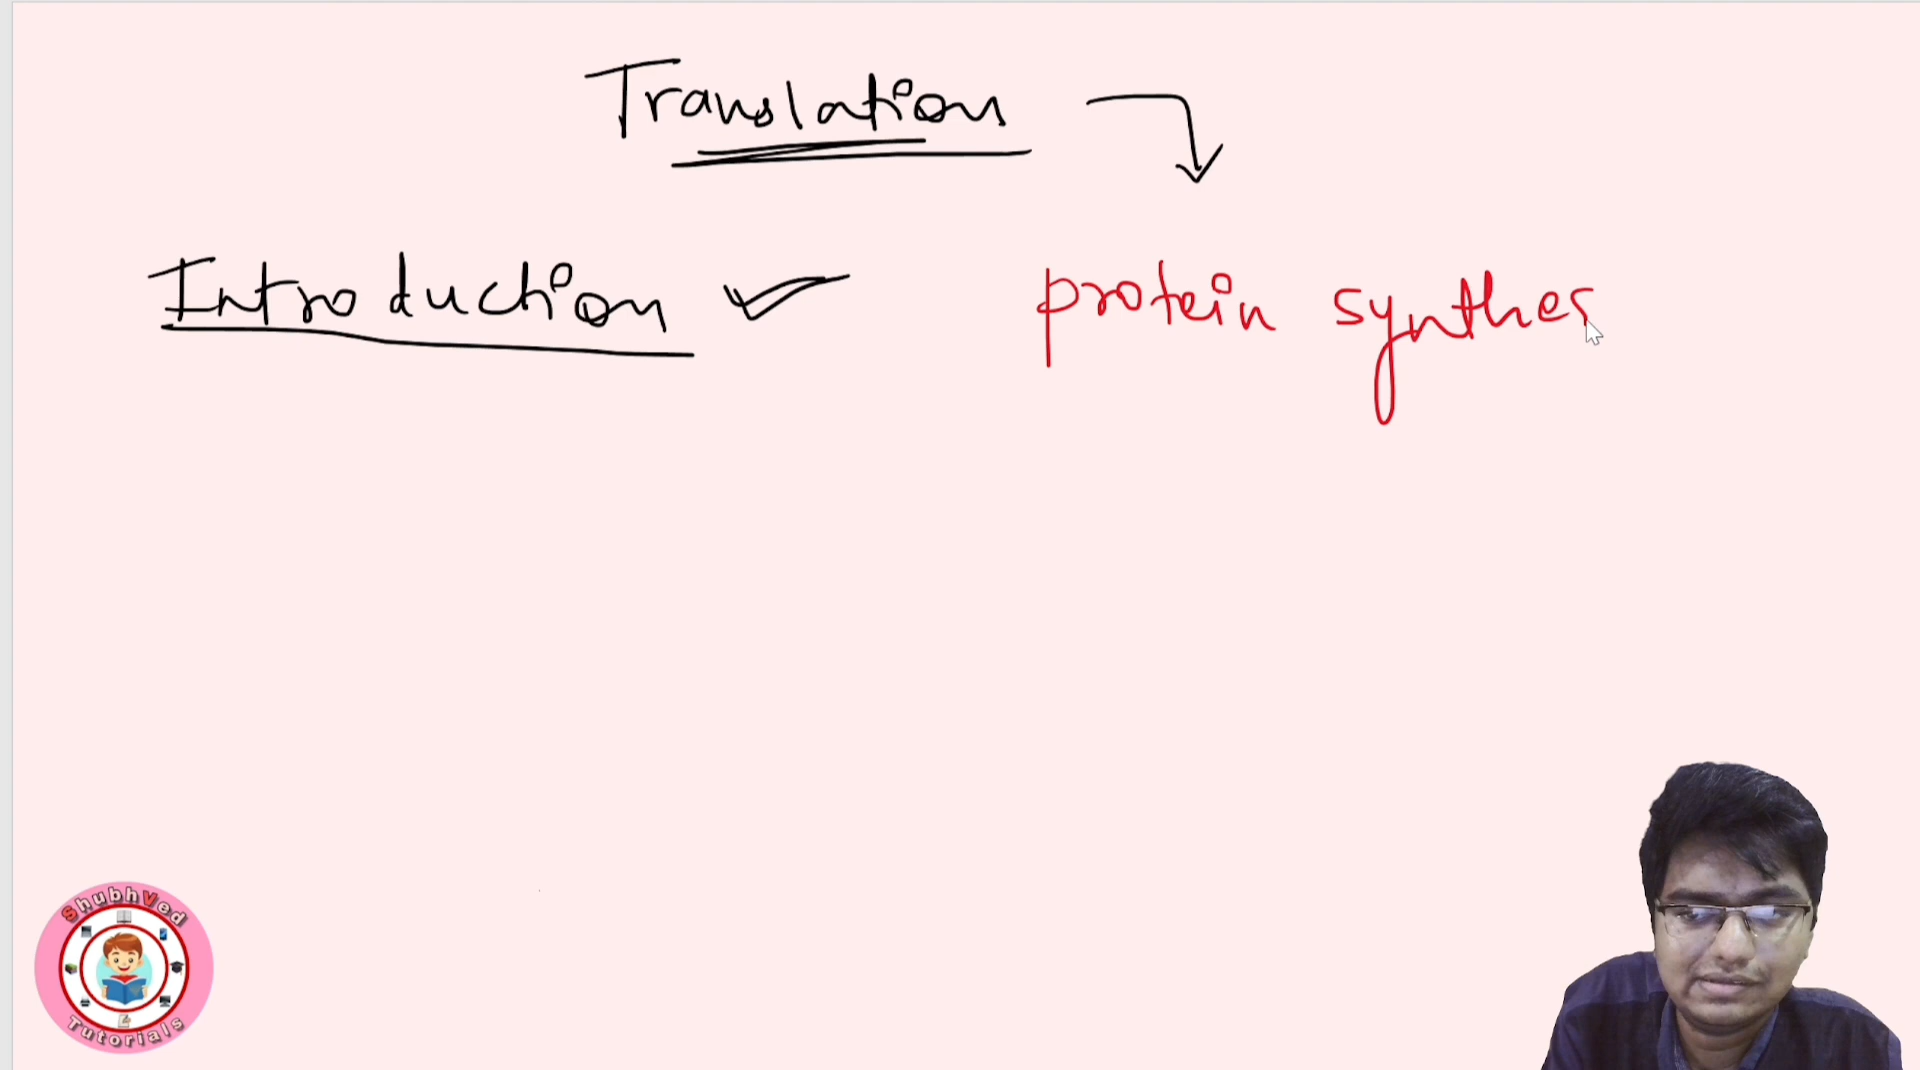 Translation
Introduction protein synthes
ShubhVed
Tutorials